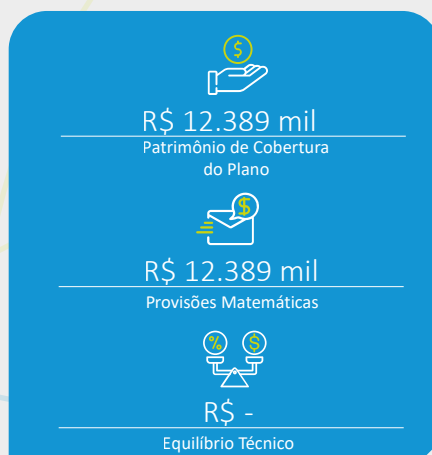 $
R$ 12.389 mil
Patrimônio de Cobertura
do Plano
$
R$ 12.389 mil
Provisões Matemáticas
% $
R$ -
Equilíbrio Técnico